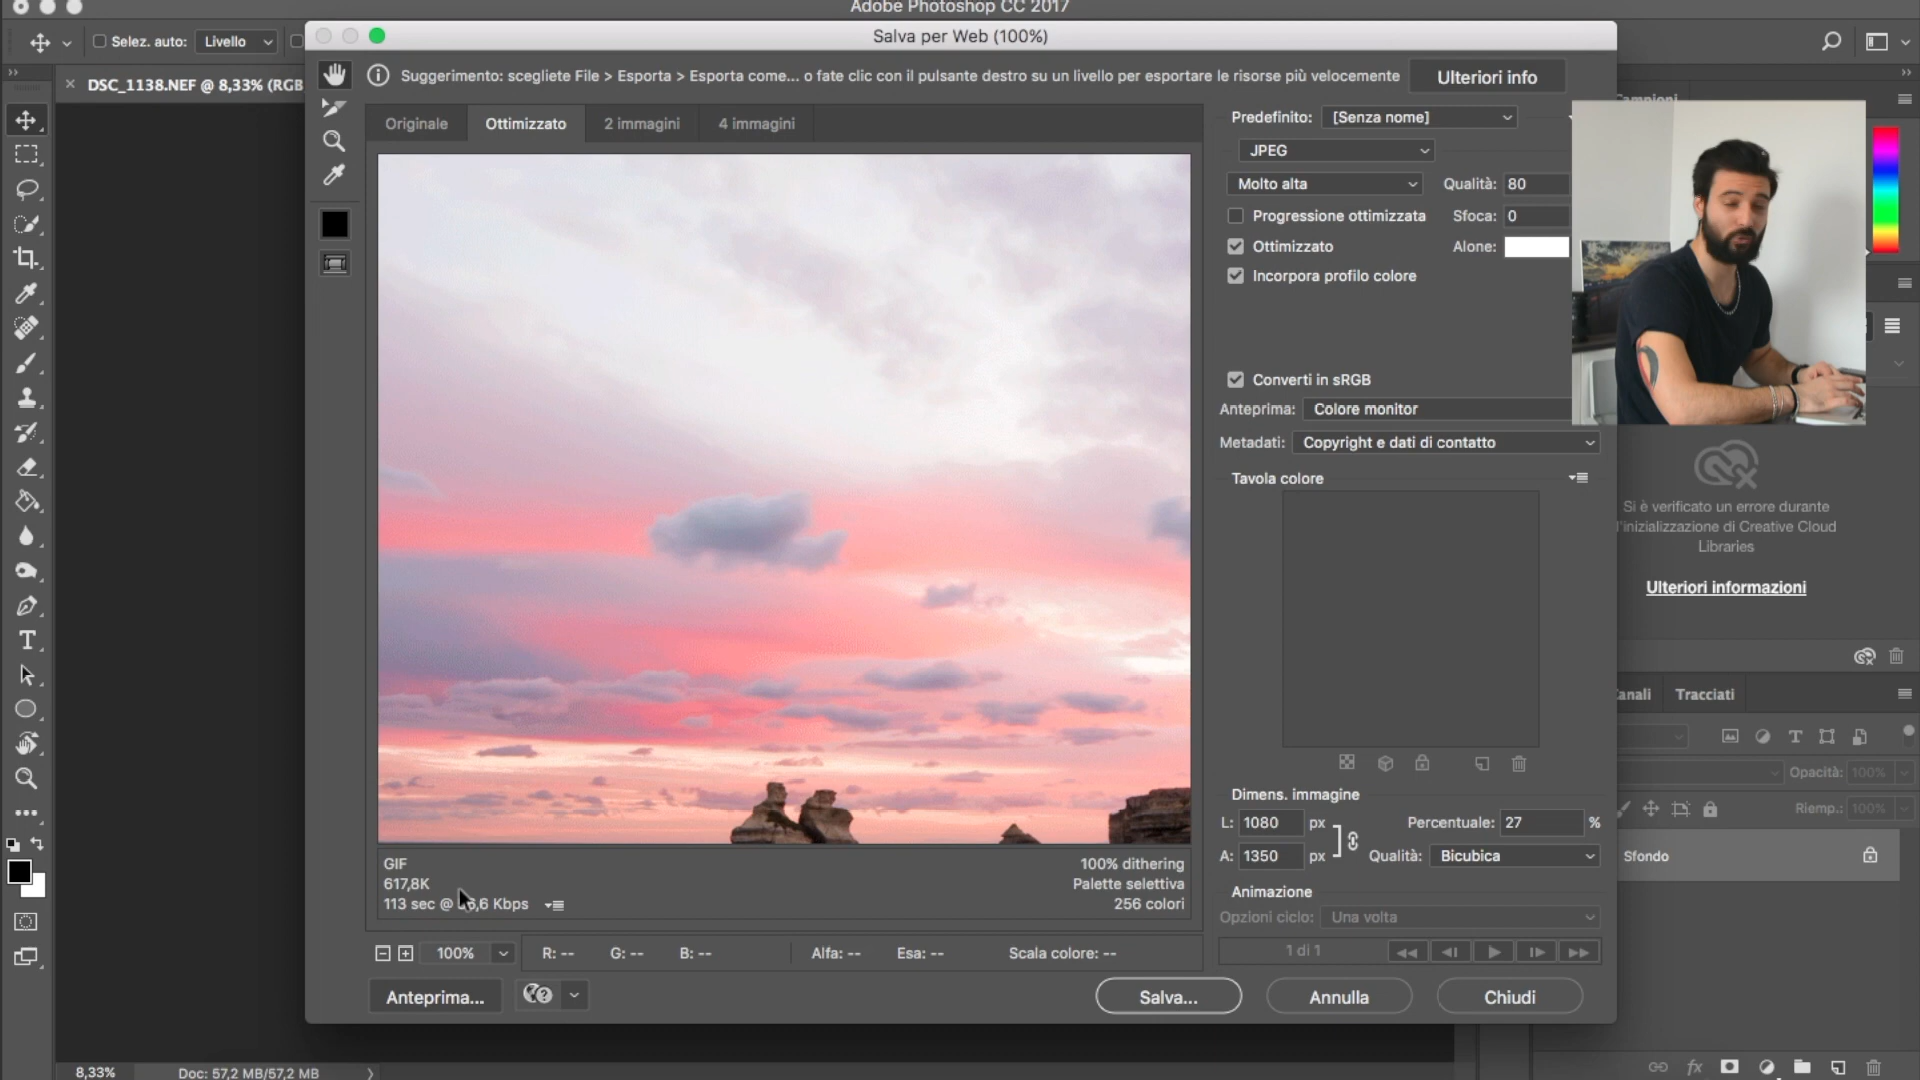 Adobe Photoshop CC 2017
Selez. auto: Livello
Salva per Web (100%)
DSC_1138.NEF @ 8,33% (RGB
Suggerimento: scegliete File > Esporta > Esporta come... o fate clic con il pulsante destro su un livello per esportare le risorse più velocemente
Ulteriori info
Originale
Ottimizzato
2 immagini
4 immagini
Predefinito: [Senza nome]
JPEG
Molto alta
Qualità: 80
Progressione ottimizzata
Sfoca: 0
Ottimizzato
Alone:
Incorpora profilo colore
Converti in sRGB
Anteprima: Colore monitor
Metadati: Copyright e dati di contatto
Tavola colore
Dimens. immagine
L: 1080 px
Percentuale: 27 %
A: 1350 px
Qualità: Bicubica
Animazione
Opzioni ciclo: Una volta
1 di 1
GIF
617,8K
113 sec @ 6,6 Kbps
100% dithering
Palette selettiva
256 colori
100%
R: --
G: --
B: --
Alfa: --
Esa: --
Scala colore: --
Anteprima...
Salva...
Annulla
Chiudi
Si è verificato un errore durante
l'inizializzazione di Creative Cloud
Libraries
Ulteriori informazioni
Tracciati
Opacità: 100%
Riemp.: 100%
Sfondo
8,33%
Doc: 57,2 MB/57,2 MB